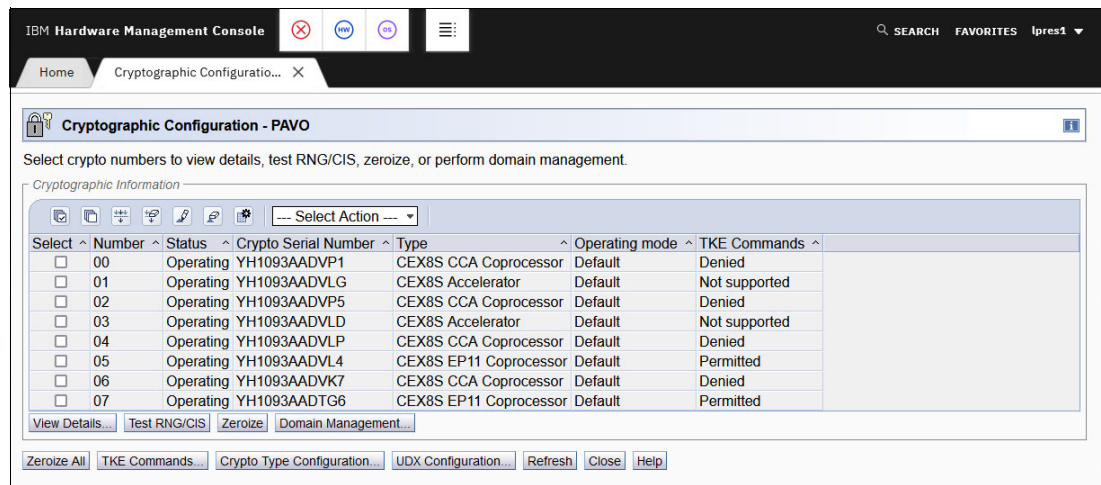 IBM Hardware Management Console HW OS SEARCH FAVORITES lpres1
Home Cryptographic Configuratio...
Cryptographic Configuration - PAVO
Select crypto numbers to view details, test RNG/CIS, zeroize, or perform domain management.
Cryptographic Information
--- Select Action ---
Select Number Status Crypto Serial Number Type Operating mode TKE Commands
00 Operating YH1093AADVP1 CEX8S CCA Coprocessor Default Denied
01 Operating YH1093AADVLG CEX8S Accelerator Default Not supported
02 Operating YH1093AADVP5 CEX8S CCA Coprocessor Default Denied
03 Operating YH1093AADVLD CEX8S Accelerator Default Not supported
04 Operating YH1093AADVLP CEX8S CCA Coprocessor Default Denied
05 Operating YH1093AADVL4 CEX8S EP11 Coprocessor Default Permitted
06 Operating YH1093AADVK7 CEX8S CCA Coprocessor Default Denied
07 Operating YH1093AADTG6 CEX8S EP11 Coprocessor Default Permitted
View Details... Test RNG/CIS Zeroize Domain Management...
Zeroize All TKE Commands... Crypto Type Configuration... UDX Configuration... Refresh Close Help